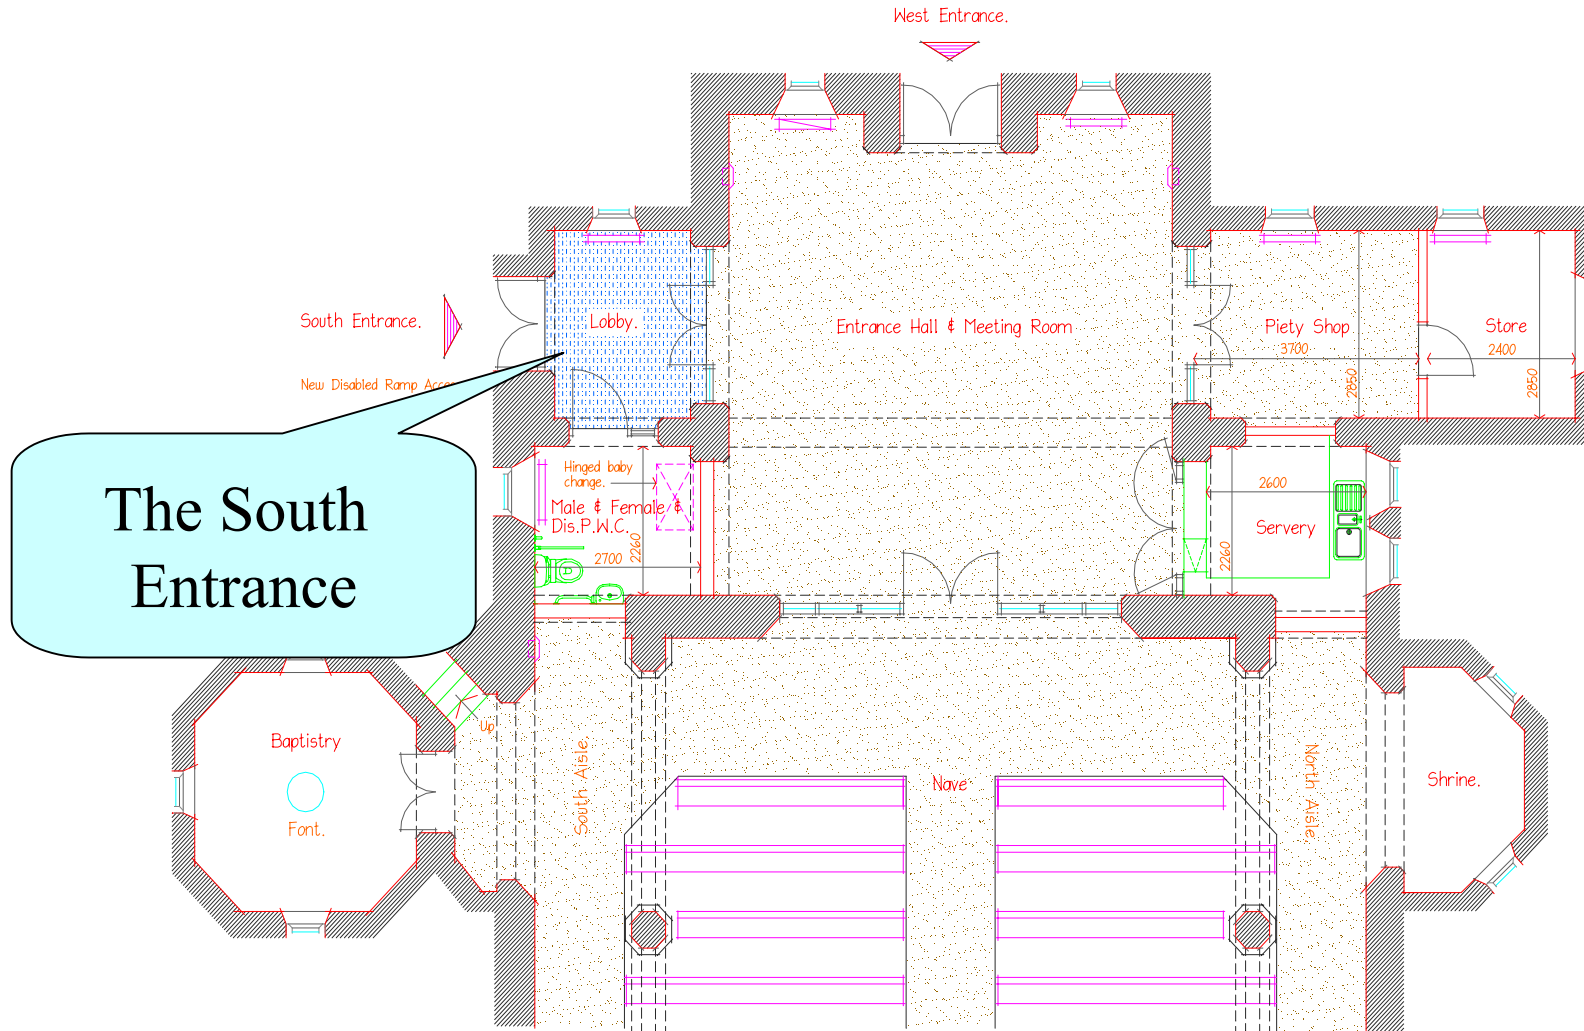 West Entrance.
South Entrance.
Lobby.
Entrance Hall & Meeting Room
Piety Shop
3700
2850
Store
2400
2850
New Disabled Ramp
The South
Entrance
Hinged baby
change.
Male & Female &
Dis.P.W.C.
2700
2260
2600
Servery
2260
Up
Baptistry
Font.
South Aisle.
Nave
North Aisle
Shrine.